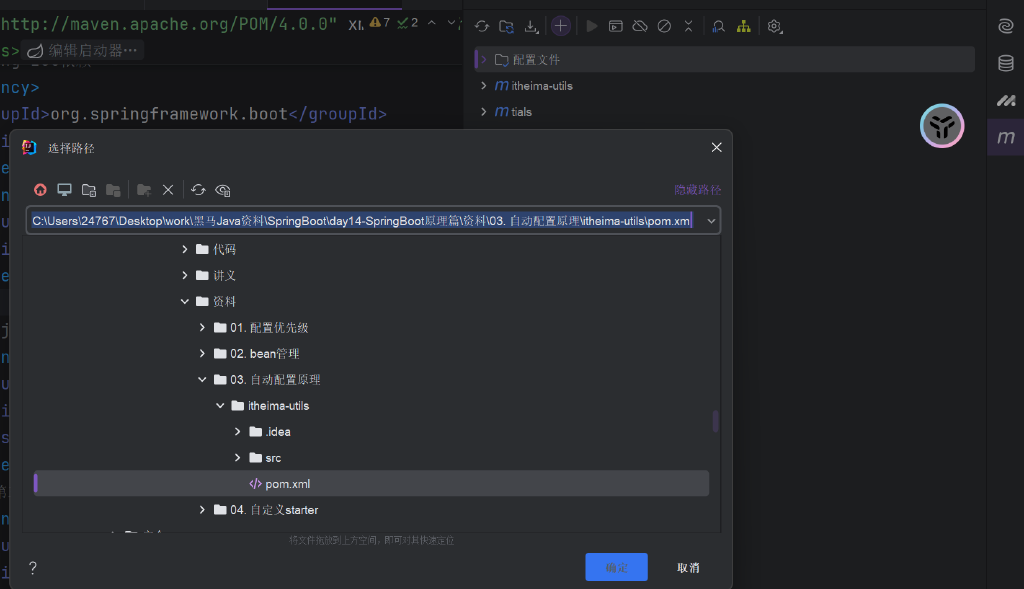 http://maven.apache.org/POM/4.0.0" 7 2
s> 编辑启动器…
ncy>
upId>org.springframework.boot</groupId>
配置文件
m itheima-utils
m tials
m
选择路径
隐藏路径
C:\Users\24767\Desktop\work\黑马Java资料\SpringBoot\day14-SpringBoot原理篇\资料\03. 自动配置原理\itheima-utils\pom.xml
代码
讲义
资料
01. 配置优先级
02. bean管理
03. 自动配置原理
itheima-utils
.idea
src
pom.xml
04. 自定义starter
将文件拖放到上方空间，即可对其快速定位
?
确定
取消